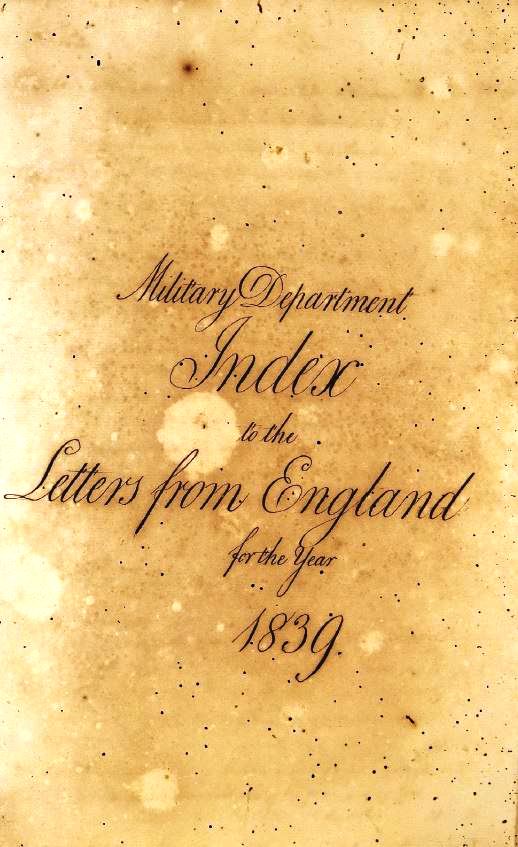 Military Department
Index
to the
Letters from England
for the Year
1839.